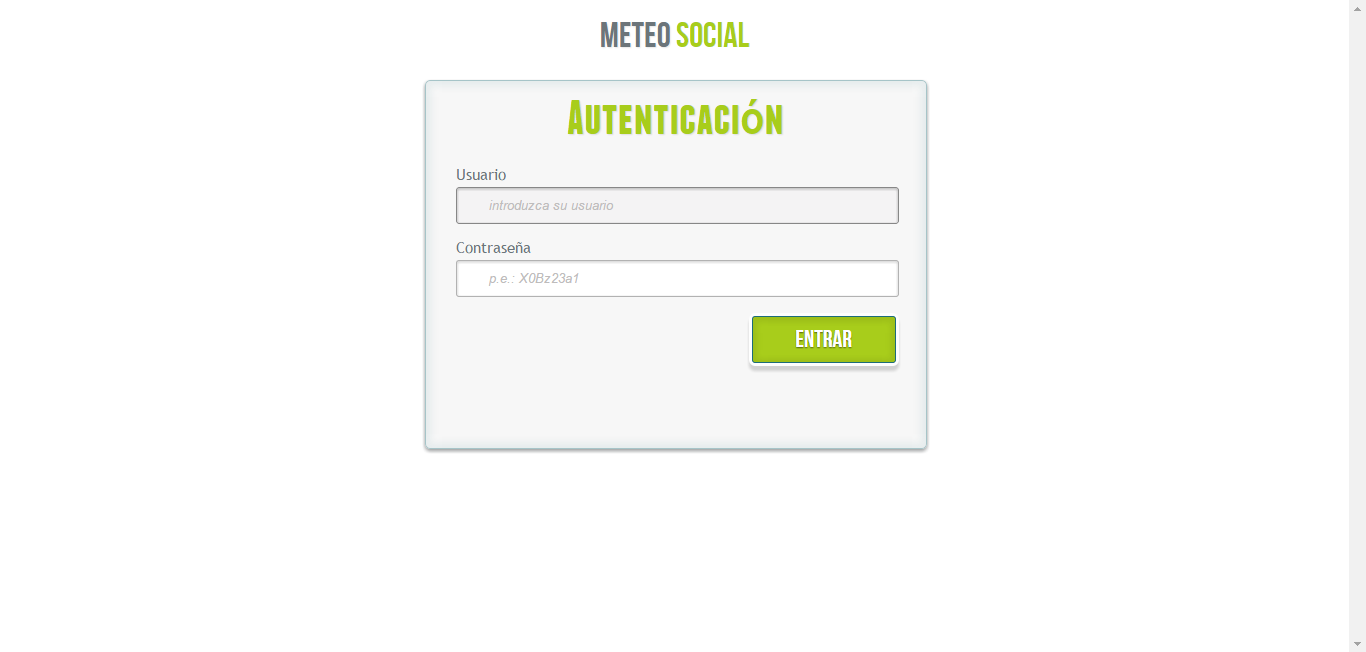 METEO SOCIAL
Autenticación
Usuario
introduzca su usuario
Contraseña
p.e.: X0Bz23a1
ENTRAR